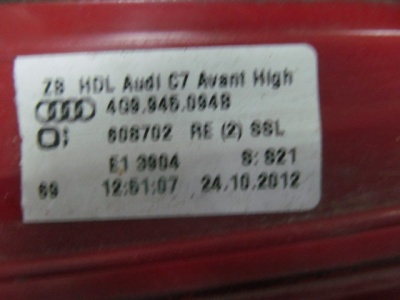 ZB HDL Audi C7 Avant High
4G9.945.094B
608702 RE (2) SSL
E1 3904 S: S21
69 12:51:07 24.10.2012